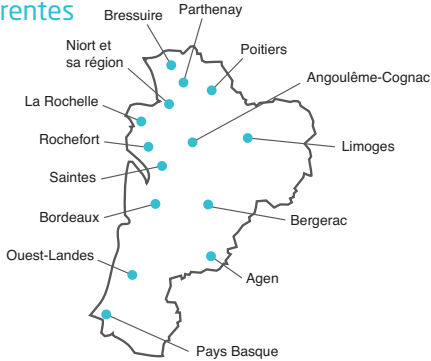 rentes
Bressuire
Parthenay
Niort et
sa région
Poitiers
Angoulême-Cognac
La Rochelle
Rochefort
Limoges
Saintes
Bordeaux
Bergerac
Ouest-Landes
Agen
Pays Basque